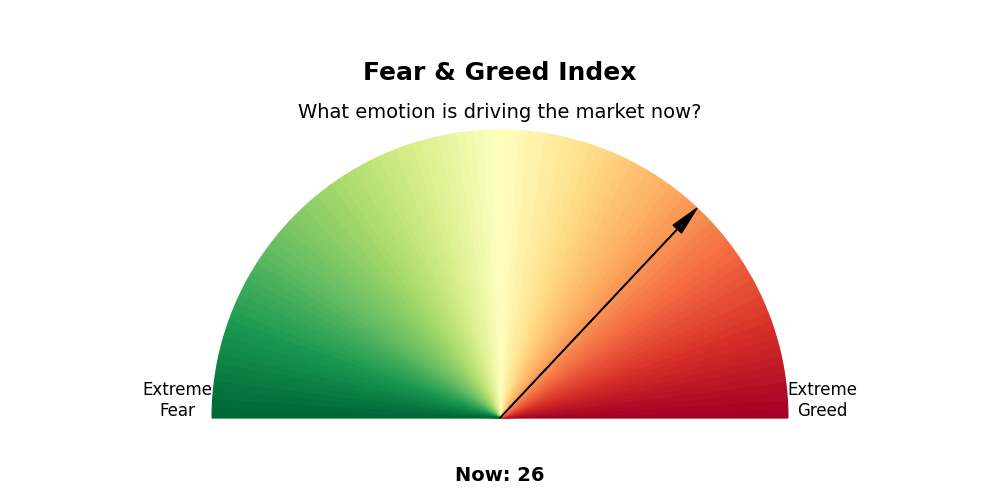 Fear & Greed Index
What emotion is driving the market now?
Extreme
Fear
Extreme
Greed
Now: 26